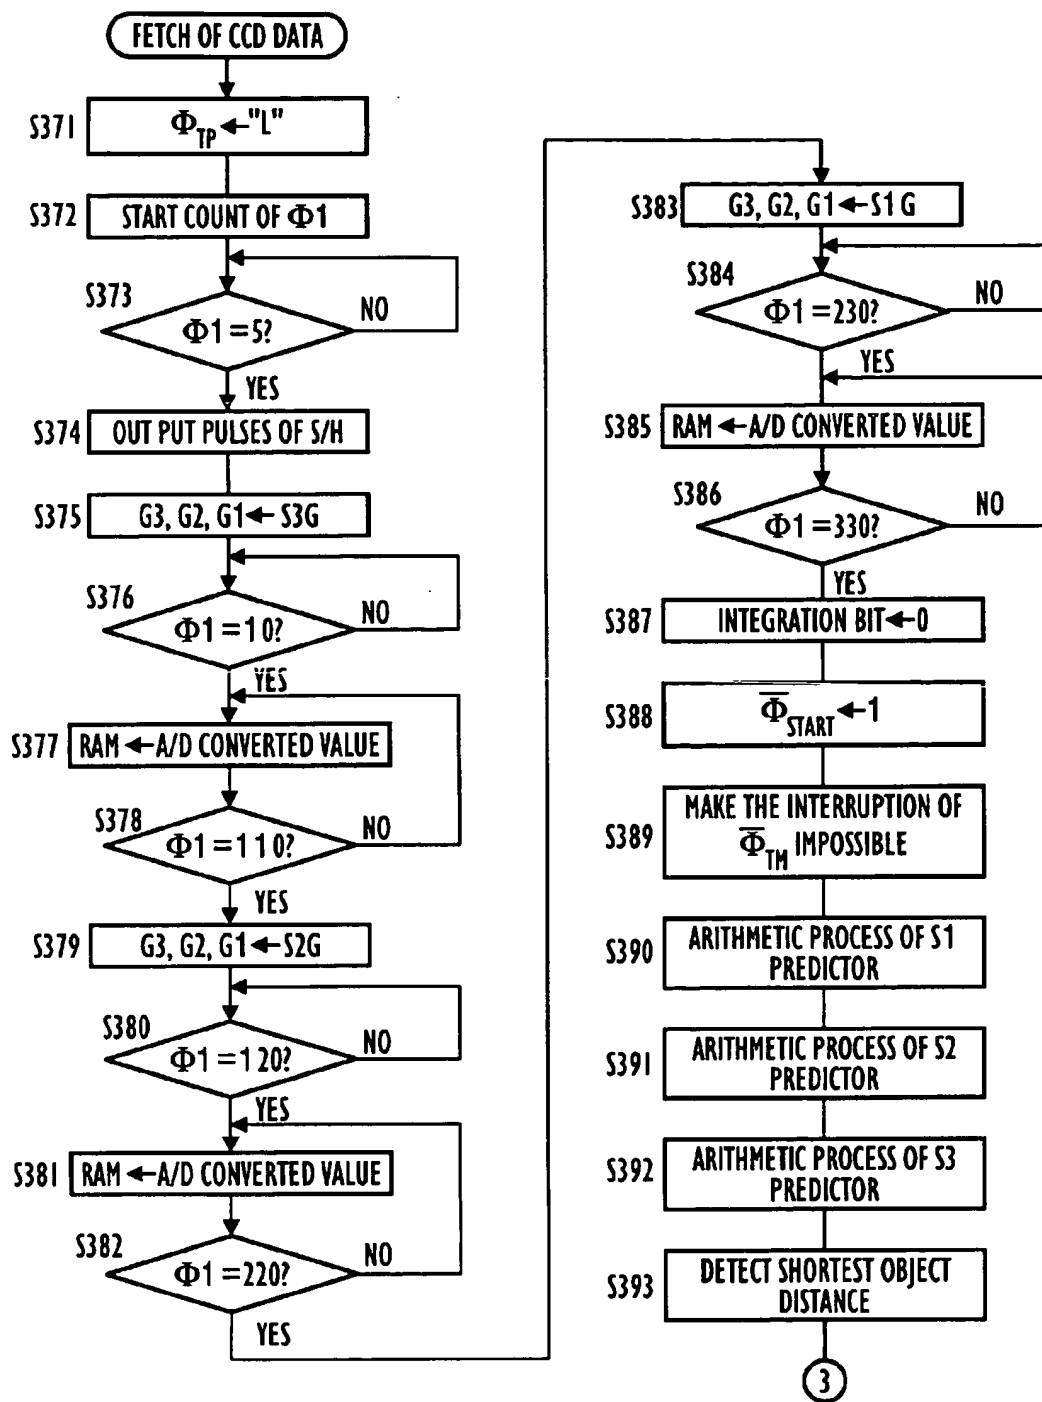 FETCH OF CCD DATA
S371
ΦTP ← "L"
S372
START COUNT OF Φ1
S373
Φ1 = 5?
NO
YES
S374
OUT PUT PULSES OF S/H
S375
G3, G2, G1 ← S3G
S376
Φ1 = 10?
NO
YES
S377
RAM ← A/D CONVERTED VALUE
S378
Φ1 = 110?
NO
YES
S379
G3, G2, G1 ← S2G
S380
Φ1 = 120?
NO
YES
S381
RAM ← A/D CONVERTED VALUE
S382
Φ1 = 220?
NO
YES
S383
G3, G2, G1 ← S1G
S384
Φ1 = 230?
NO
YES
S385
RAM ← A/D CONVERTED VALUE
S386
Φ1 = 330?
NO
YES
S387
INTEGRATION BIT ← 0
S388
Φ̅START ← 1
S389
MAKE THE INTERRUPTION OF
Φ̅TM IMPOSSIBLE
S390
ARITHMETIC PROCESS OF S1
PREDICTOR
S391
ARITHMETIC PROCESS OF S2
PREDICTOR
S392
ARITHMETIC PROCESS OF S3
PREDICTOR
S393
DETECT SHORTEST OBJECT
DISTANCE
3